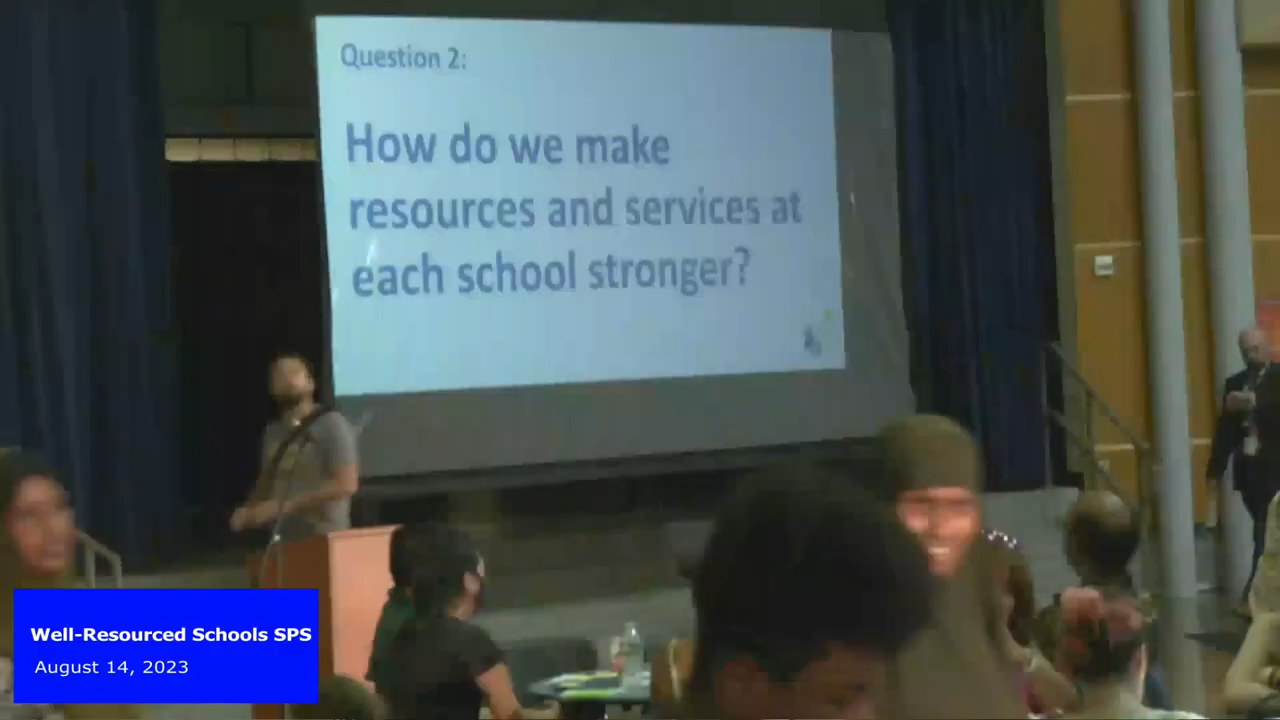 Question 2:
How do we make
resources and services at
each school stronger?
Well-Resourced Schools SPS
August 14, 2023